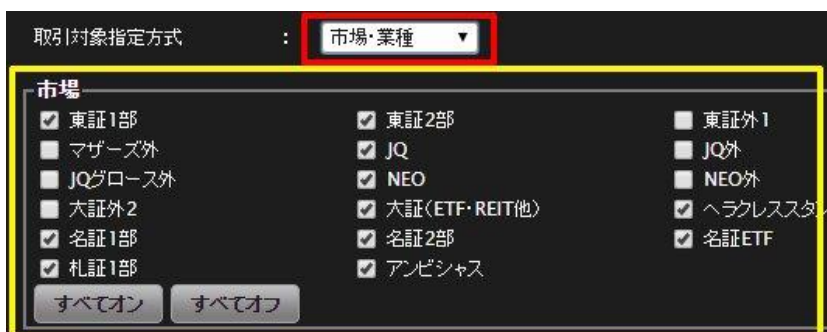 取引対象指定方式 : 市場・業種 ▼
市場
東証1部 東証2部 東証外1
マザーズ外 JQ JQ外
JQグロース外 NEO NEO外
大証外2 大証(ETF・REIT他) ヘラクレススタン
名証1部 名証2部 名証ETF
札証1部 アンビシャス
すべてオン すべてオフ